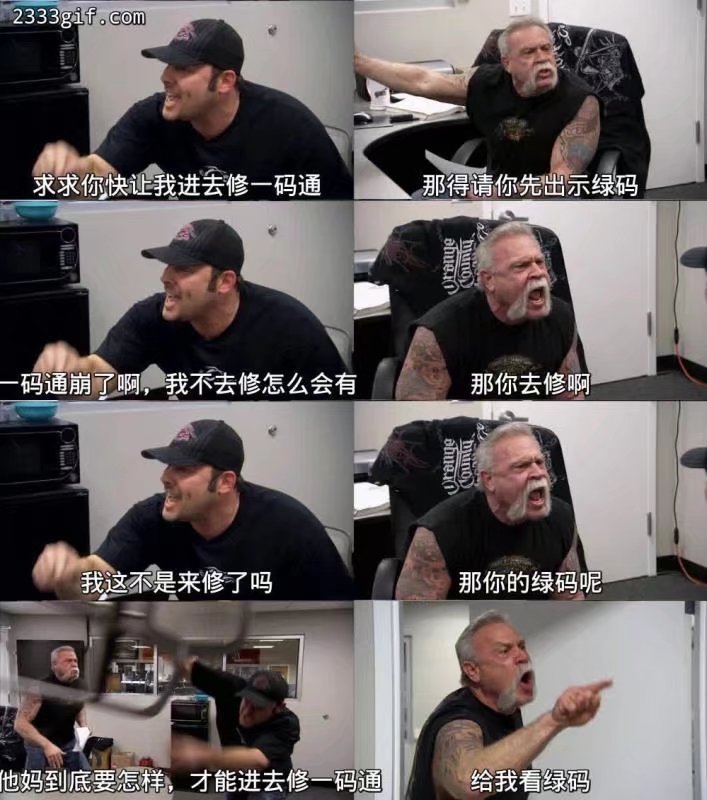 2333gif.com
求求你快让我进去修一码通
那得请你先出示绿码
一码通崩了啊，我不去修怎么会有
那你去修啊
我这不是来修了吗
那你的绿码呢
他妈到底要怎样，才能进去修一码通
给我看绿码
Orange
County
Orange
County